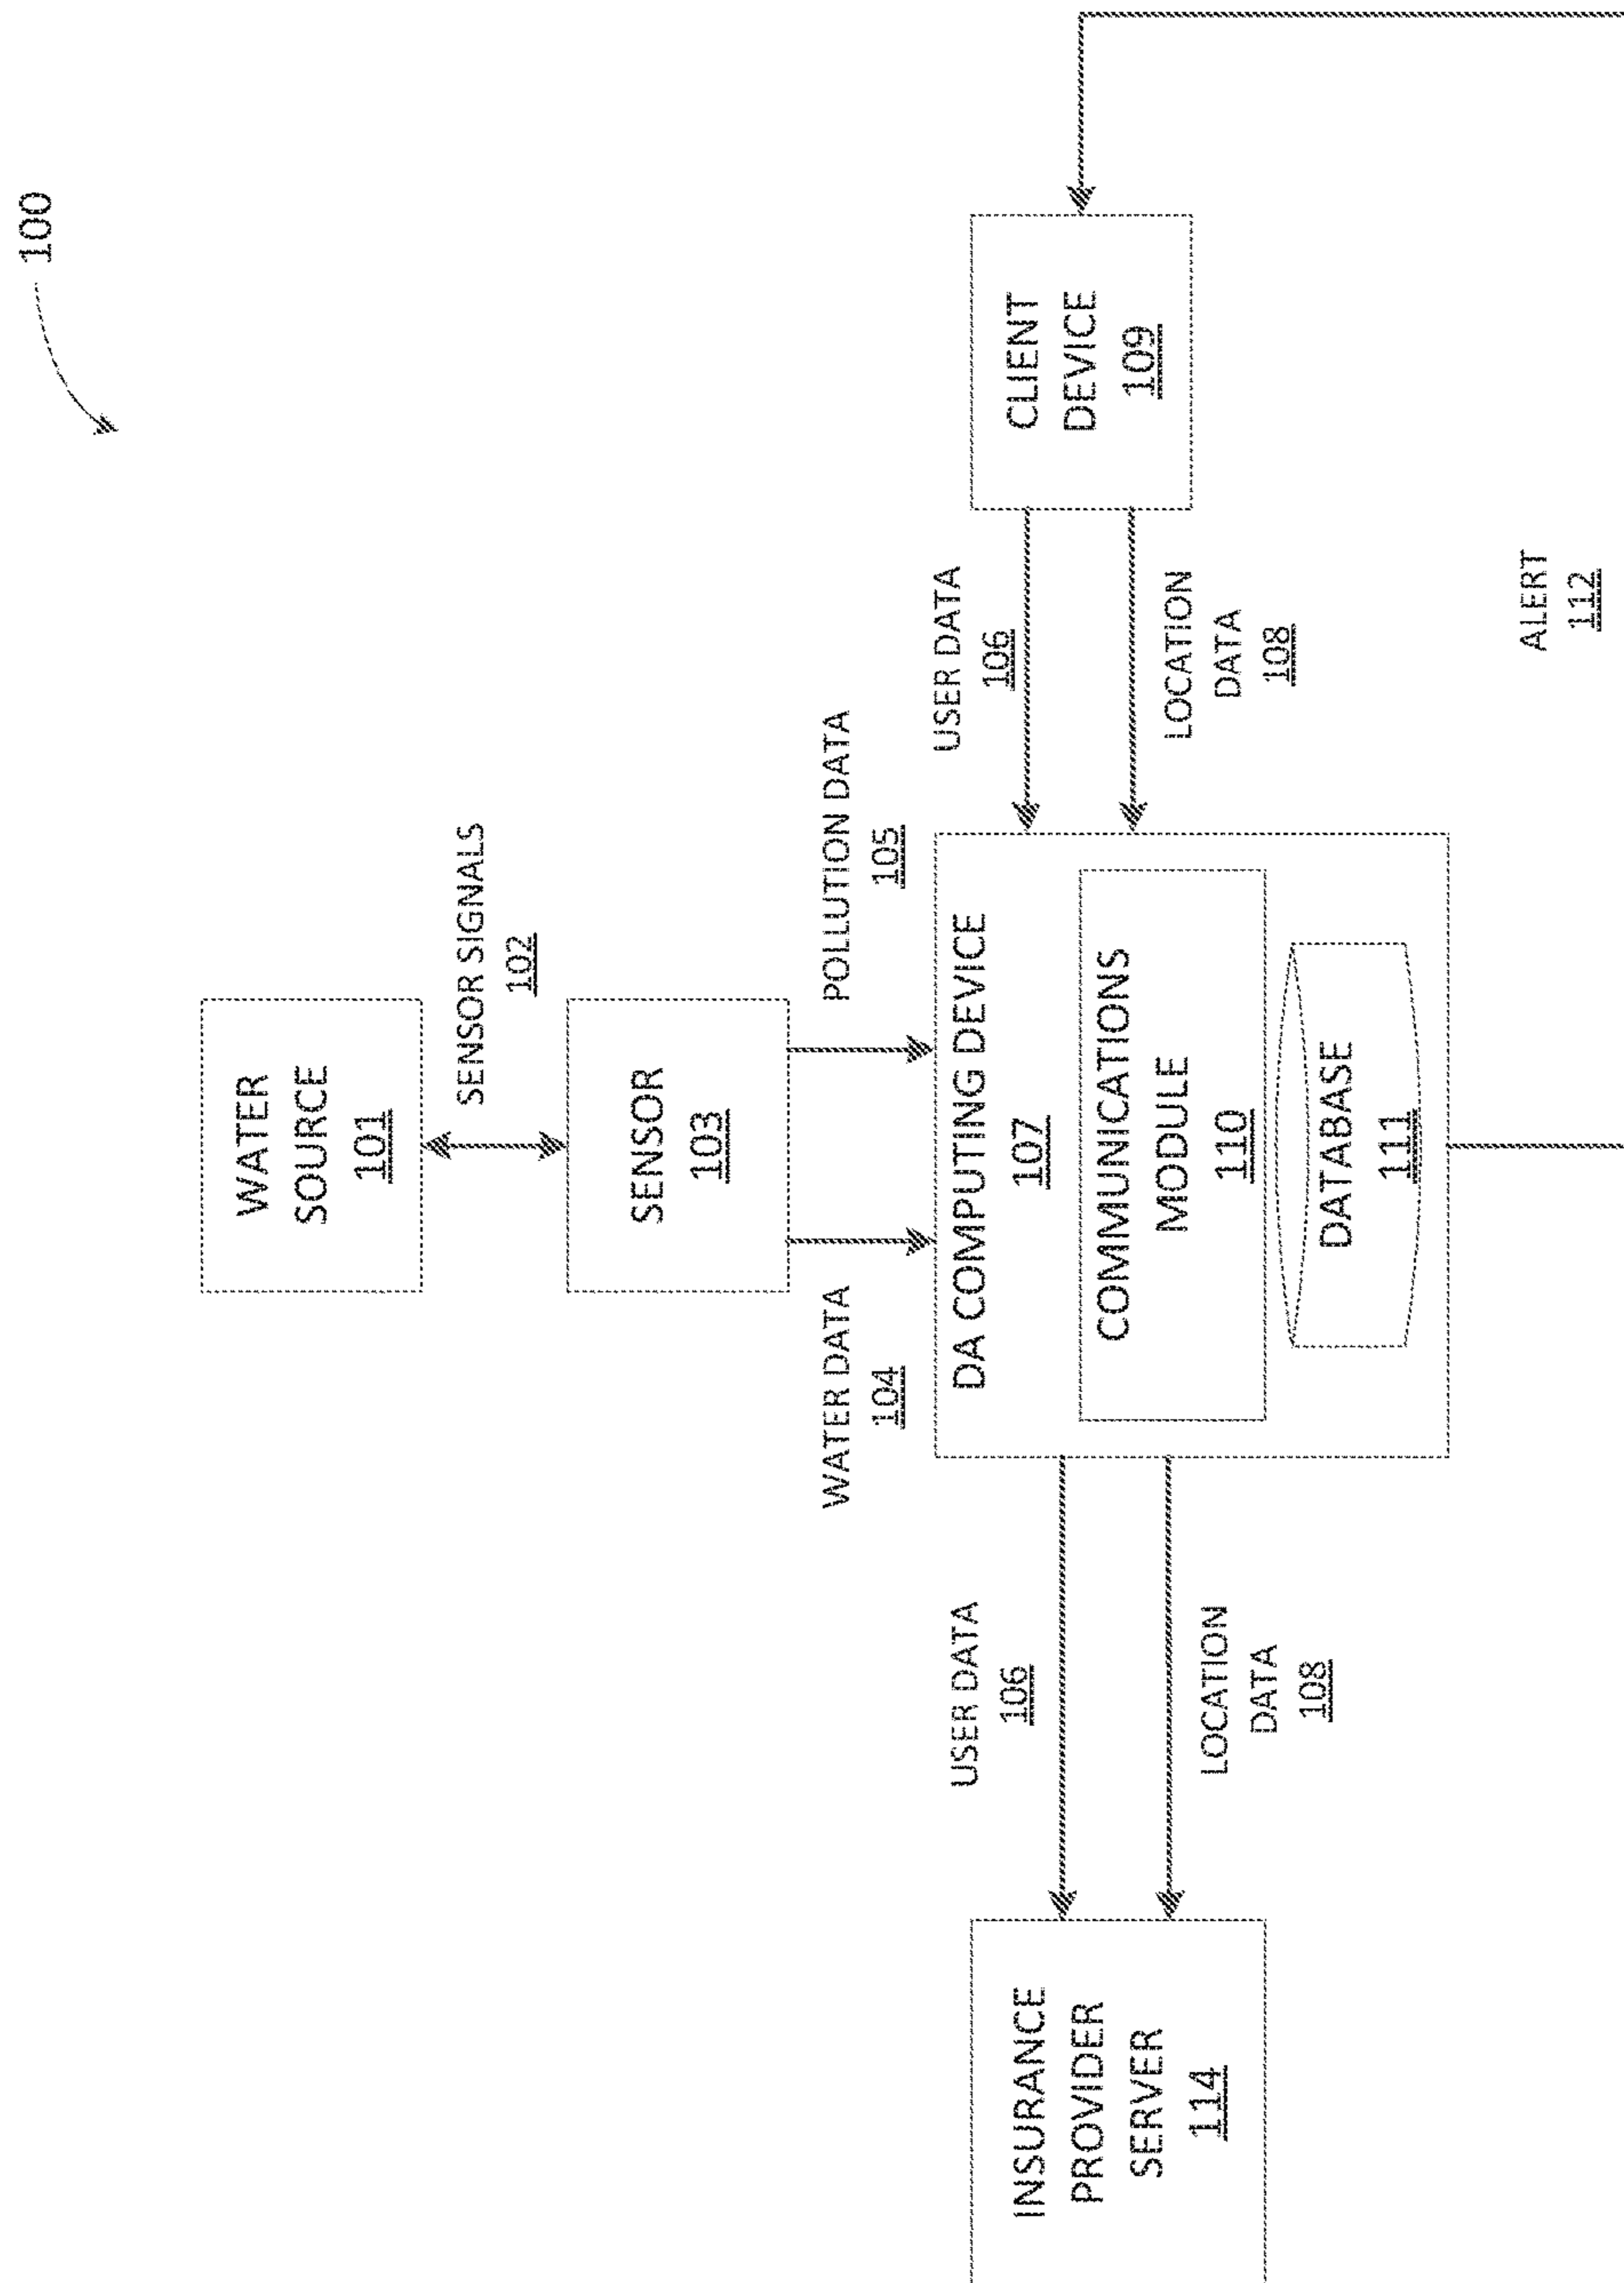 100
WATER
SOURCE
101
SENSOR SIGNALS
102
SENSOR
103
WATER DATA
104
POLLUTION DATA
105
INSURANCE
PROVIDER
SERVER
114
USER DATA
106
LOCATION
DATA
108
DA COMPUTING DEVICE
107
COMMUNICATIONS
MODULE
110
DATABASE
111
USER DATA
106
LOCATION
DATA
108
CLIENT
DEVICE
109
ALERT
112